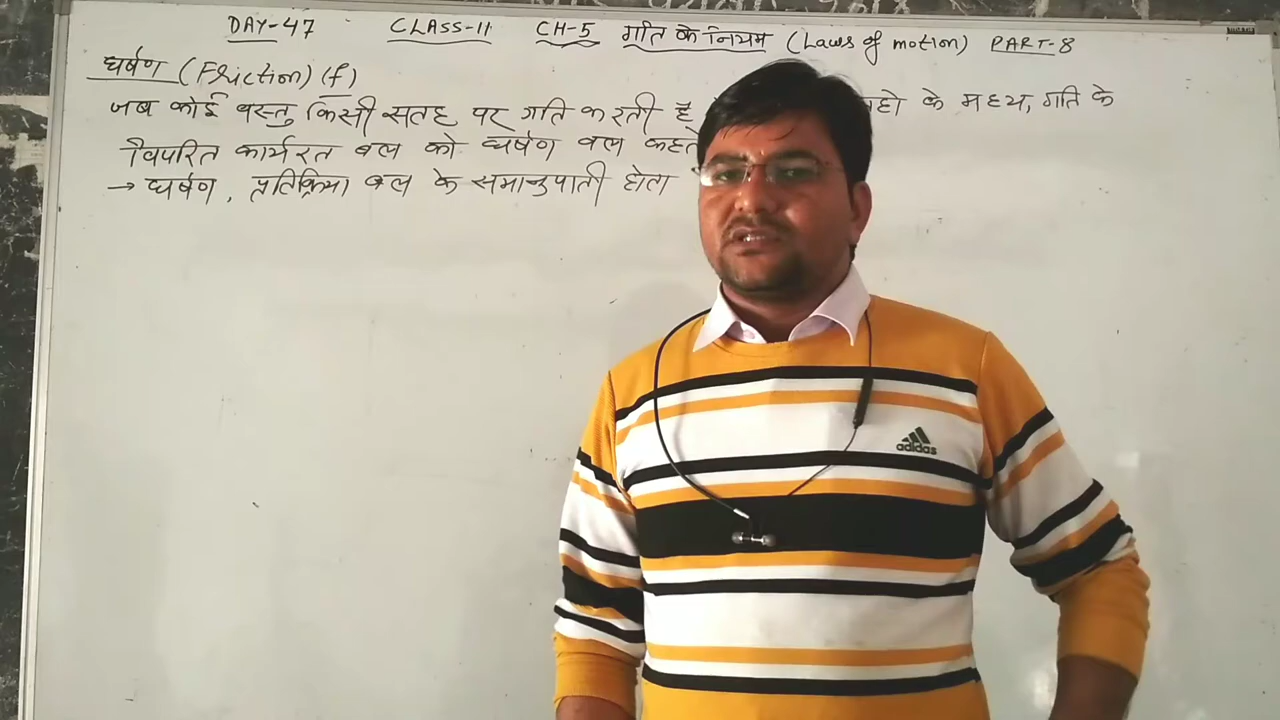 DAY-47 CLASS-11 CH-5 गति के नियम (Laws of motion) PART-8
घर्षण (Friction) (f)
जब कोई वस्तु किसी सतह पर गति करती है के मध्य, गति के
विपरित कार्यरत बल को घर्षण बल
→ घर्षण, प्रतिक्रिया बल के समानुपाती होता
adidas